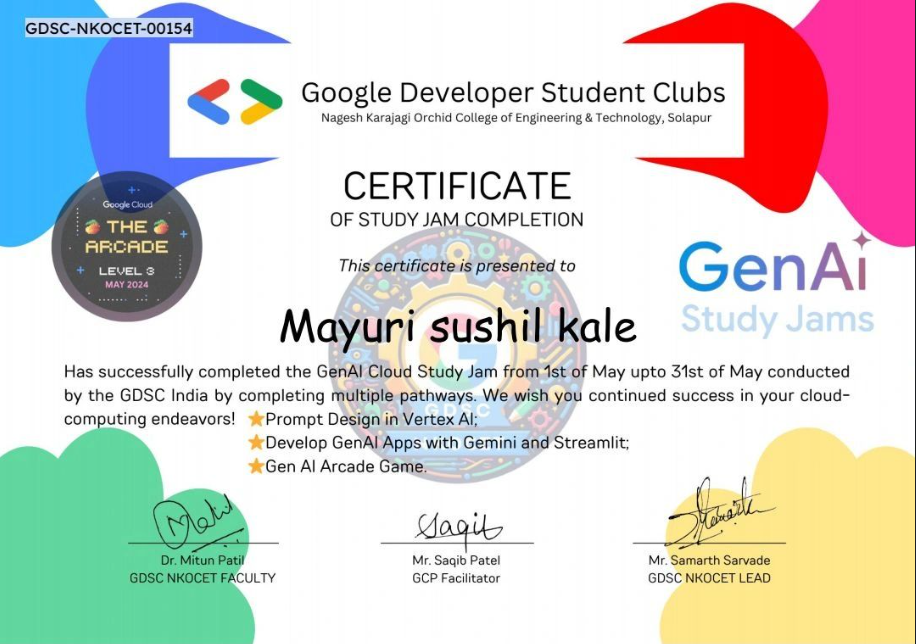 GDSC-NKOCET-00154
Google Developer Student Clubs
Nagesh Karajagi Orchid College of Engineering & Technology, Solapur
Google Cloud
THE
ARCADE
LEVEL 3
MAY 2024
CERTIFICATE
OF STUDY JAM COMPLETION
This certificate is presented to
GenAi
Study Jams
Mayuri sushil kale
Has successfully completed the GenAI Cloud Study Jam from 1st of May upto 31st of May conducted
by the GDSC India by completing multiple pathways. We wish you continued success in your cloud-
computing endeavors! ⭐Prompt Design in Vertex AI;
⭐Develop GenAI Apps with Gemini and Streamlit;
⭐Gen AI Arcade Game.
GDSC
Saqib
Dr. Mitun Patil
GDSC NKOCET FACULTY
Mr. Saqib Patel
GCP Facilitator
Mr. Samarth Sarvade
GDSC NKOCET LEAD